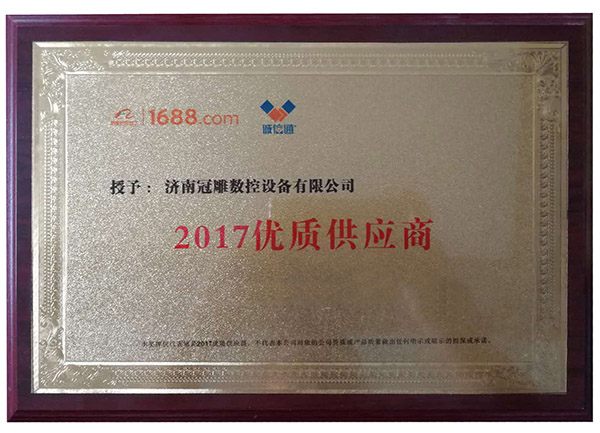 1688.com 诚信通
授予： 济南冠雕数控设备有限公司
2017优质供应商